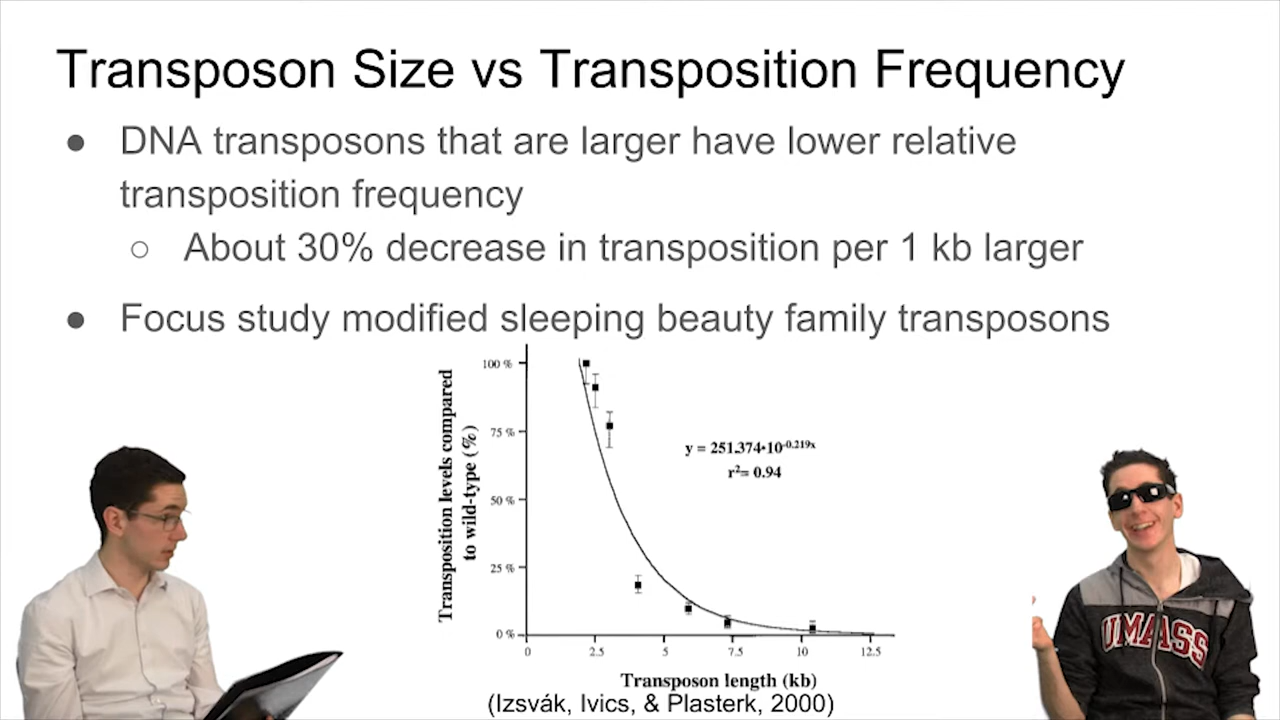 Transposon Size vs Transposition Frequency
● DNA transposons that are larger have lower relative
transposition frequency
○ About 30% decrease in transposition per 1 kb larger
● Focus study modified sleeping beauty family transposons
Transposition levels compared
to wild-type (%)
100 %
75 %
50 %
25 %
0 %
y = 251.374•10^-0.219x
r²= 0.94
0 2.5 5 7.5 10 12.5
Transposon length (kb)
(Izsvák, Ivics, & Plasterk, 2000)
UMASS